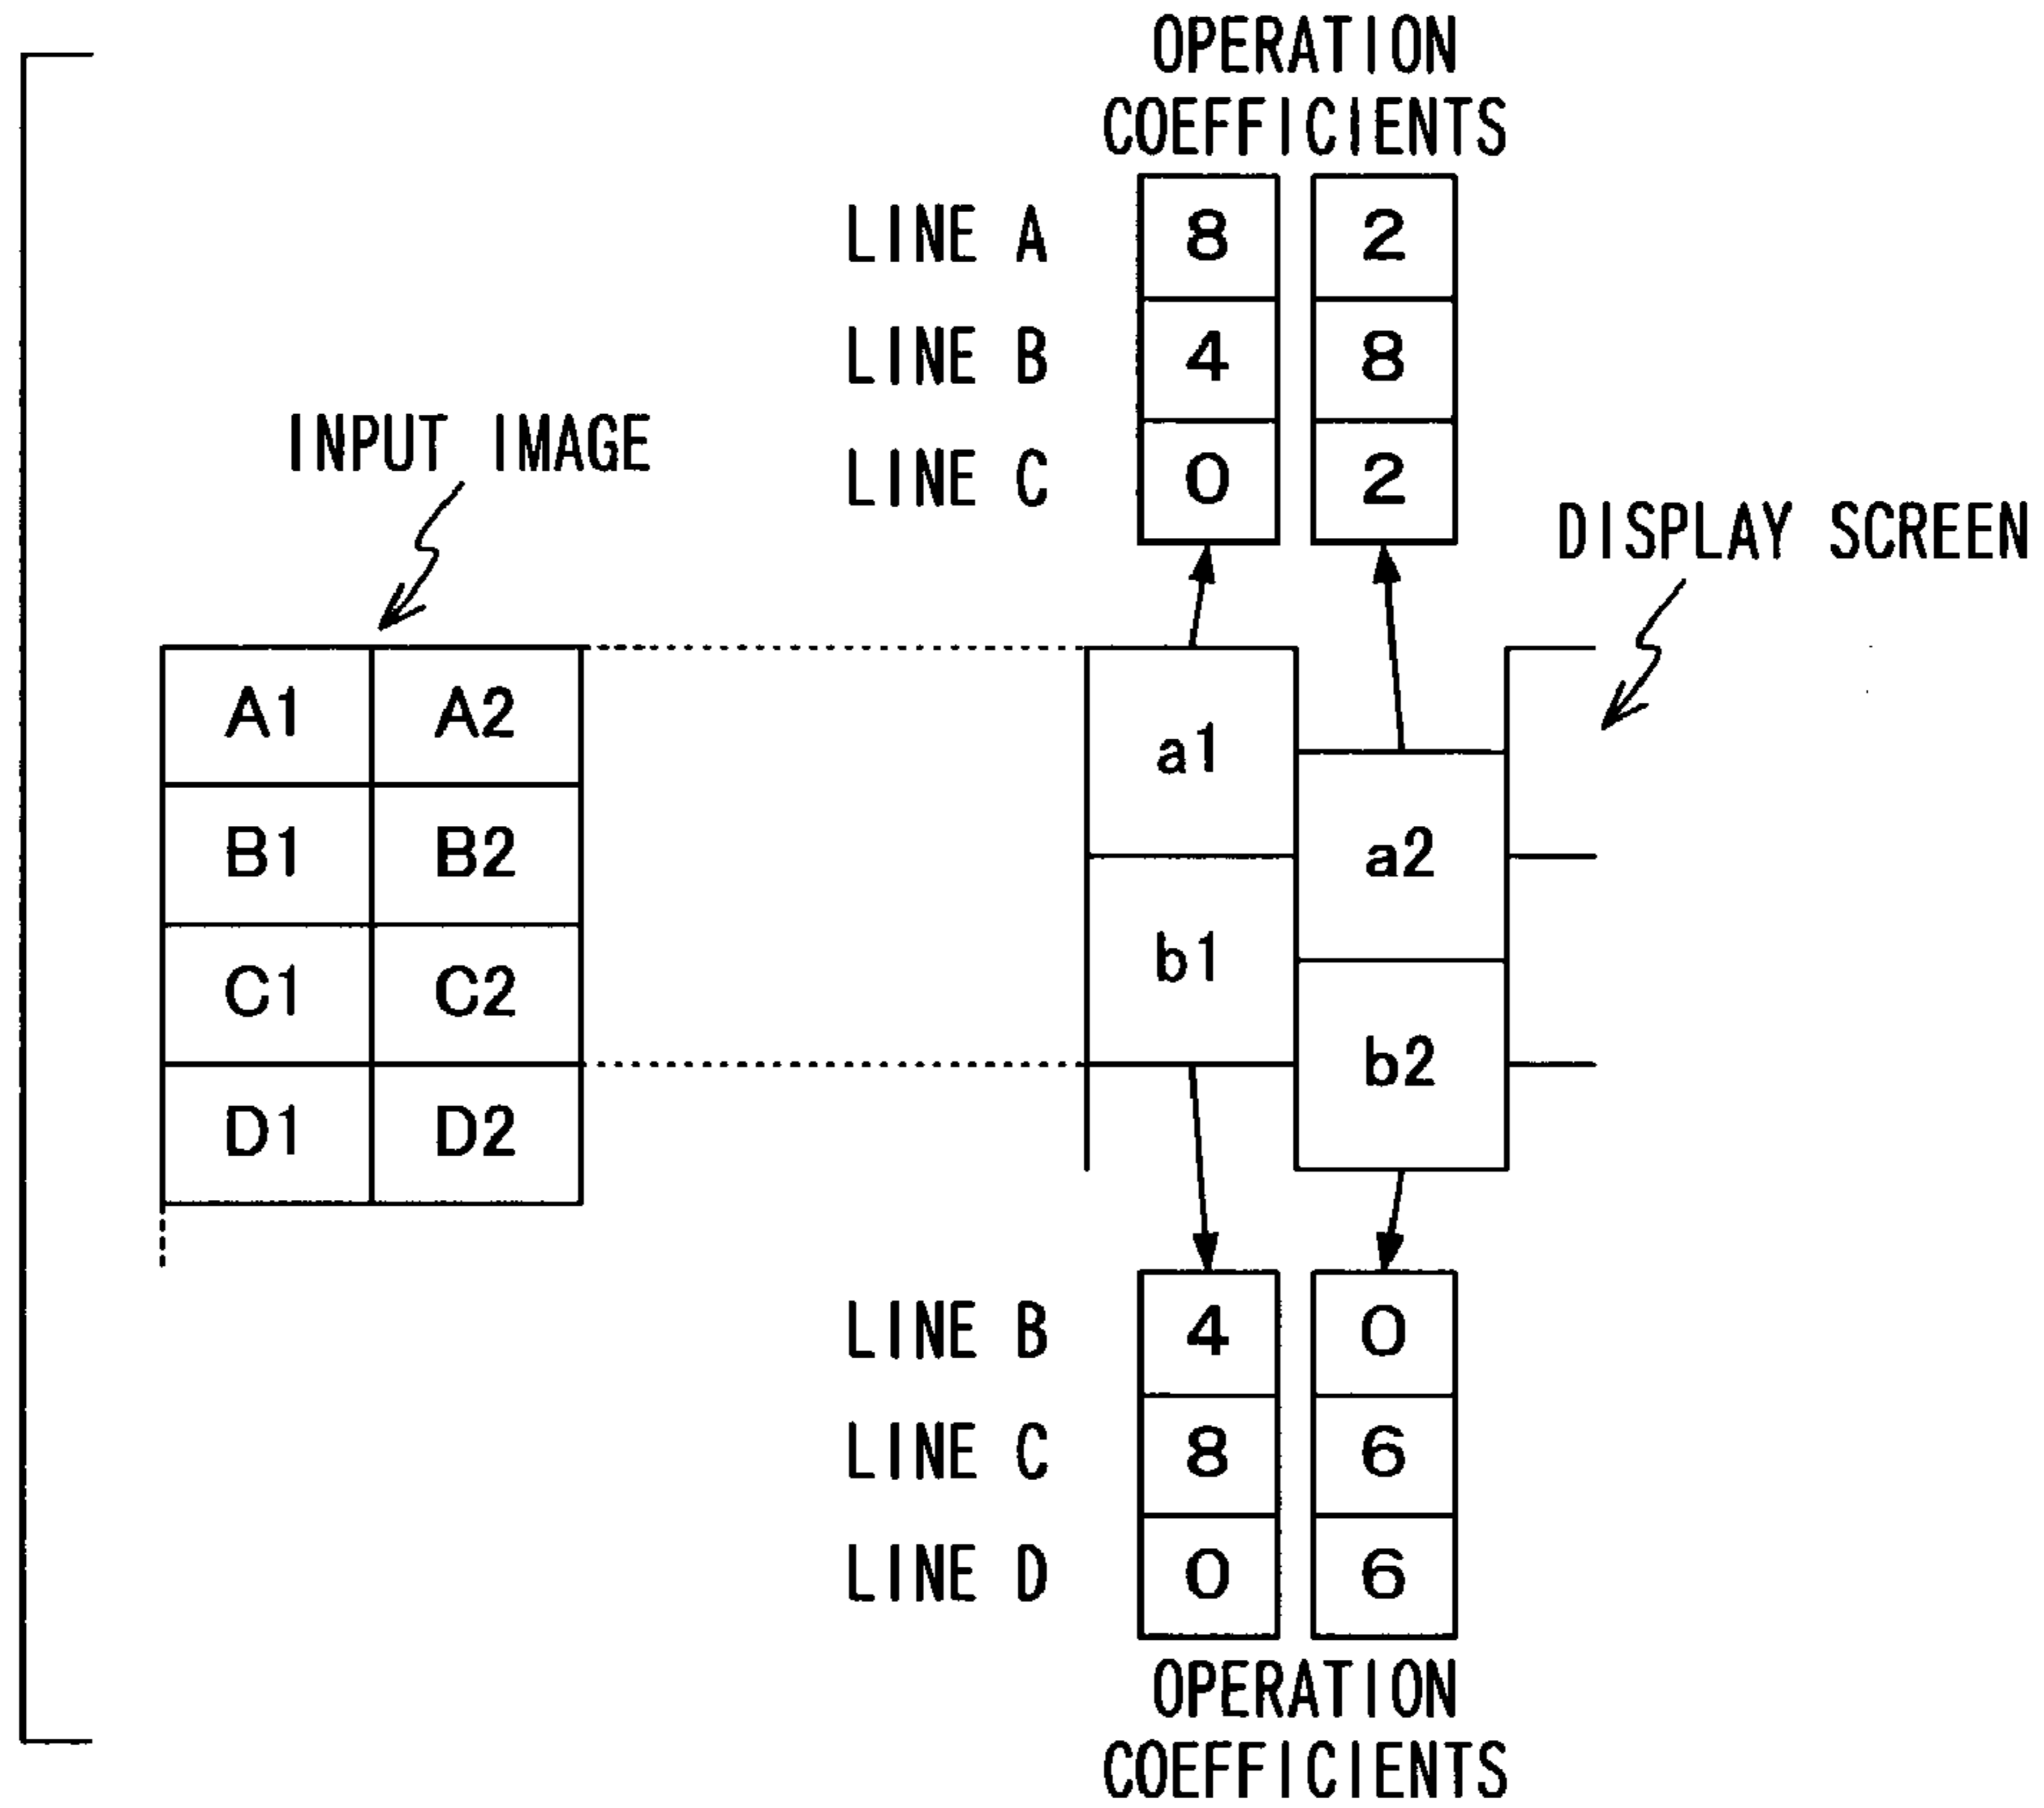 OPERATION
COEFFICIENTS
LINE A 8 2
LINE B 4 8
LINE C 0 2
INPUT IMAGE
DISPLAY SCREEN
A1 A2
B1 B2
C1 C2
D1 D2
a1
a2
b1
b2
LINE B 4 0
LINE C 8 6
LINE D 0 6
OPERATION
COEFFICIENTS